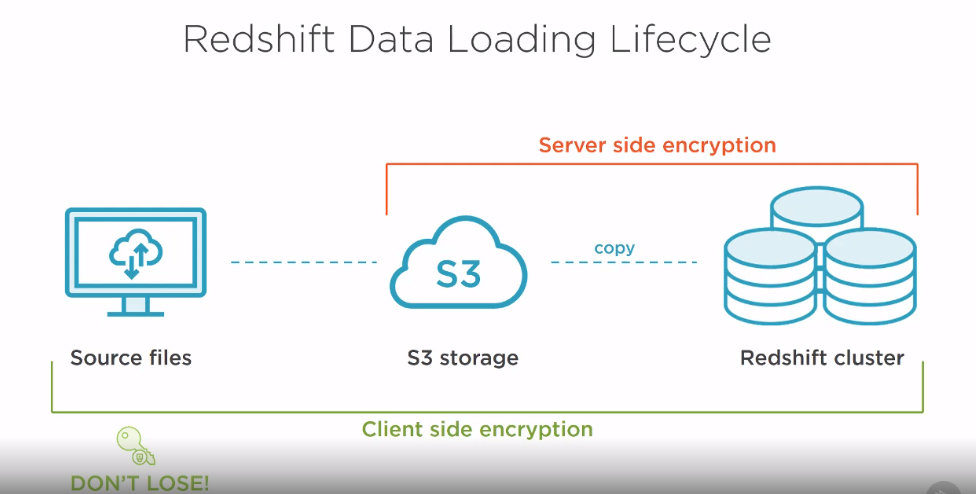 Redshift Data Loading Lifecycle
Server side encryption
copy
S3
Source files
S3 storage
Redshift cluster
Client side encryption
DON'T LOSE!